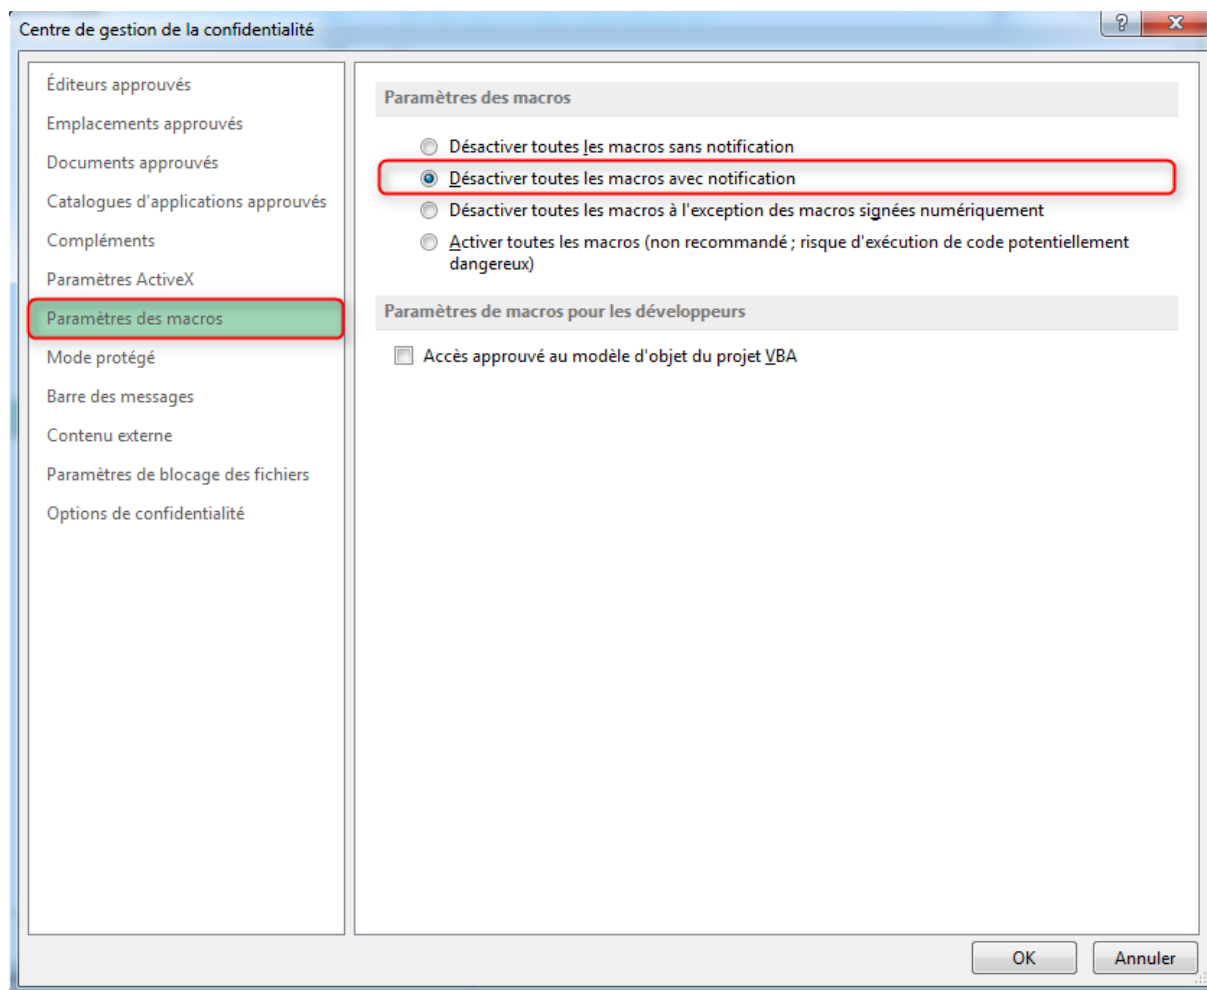 Centre de gestion de la confidentialité
Éditeurs approuvés
Emplacements approuvés
Documents approuvés
Catalogues d'applications approuvés
Compléments
Paramètres ActiveX
Paramètres des macros
Mode protégé
Barre des messages
Contenu externe
Paramètres de blocage des fichiers
Options de confidentialité
Paramètres des macros
Désactiver toutes les macros sans notification
Désactiver toutes les macros avec notification
Désactiver toutes les macros à l'exception des macros signées numériquement
Activer toutes les macros (non recommandé ; risque d'exécution de code potentiellement
dangereux)
Paramètres de macros pour les développeurs
Accès approuvé au modèle d'objet du projet VBA
OK
Annuler